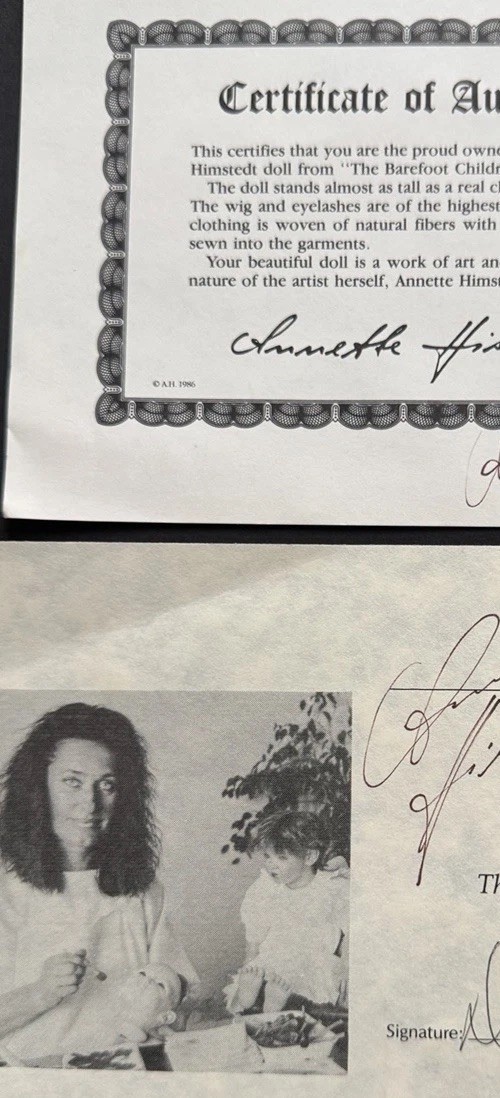 Certificate of Au
This certifies that you are the proud owne
Himstedt doll from "The Barefoot Childr
The doll stands almost as tall as a real cl
The wig and eyelashes are of the highest
clothing is woven of natural fibers with
sewn into the garments.
Your beautiful doll is a work of art an
nature of the artist herself, Annette Himst
Annette His
© A.H. 1986
Th
Signature: